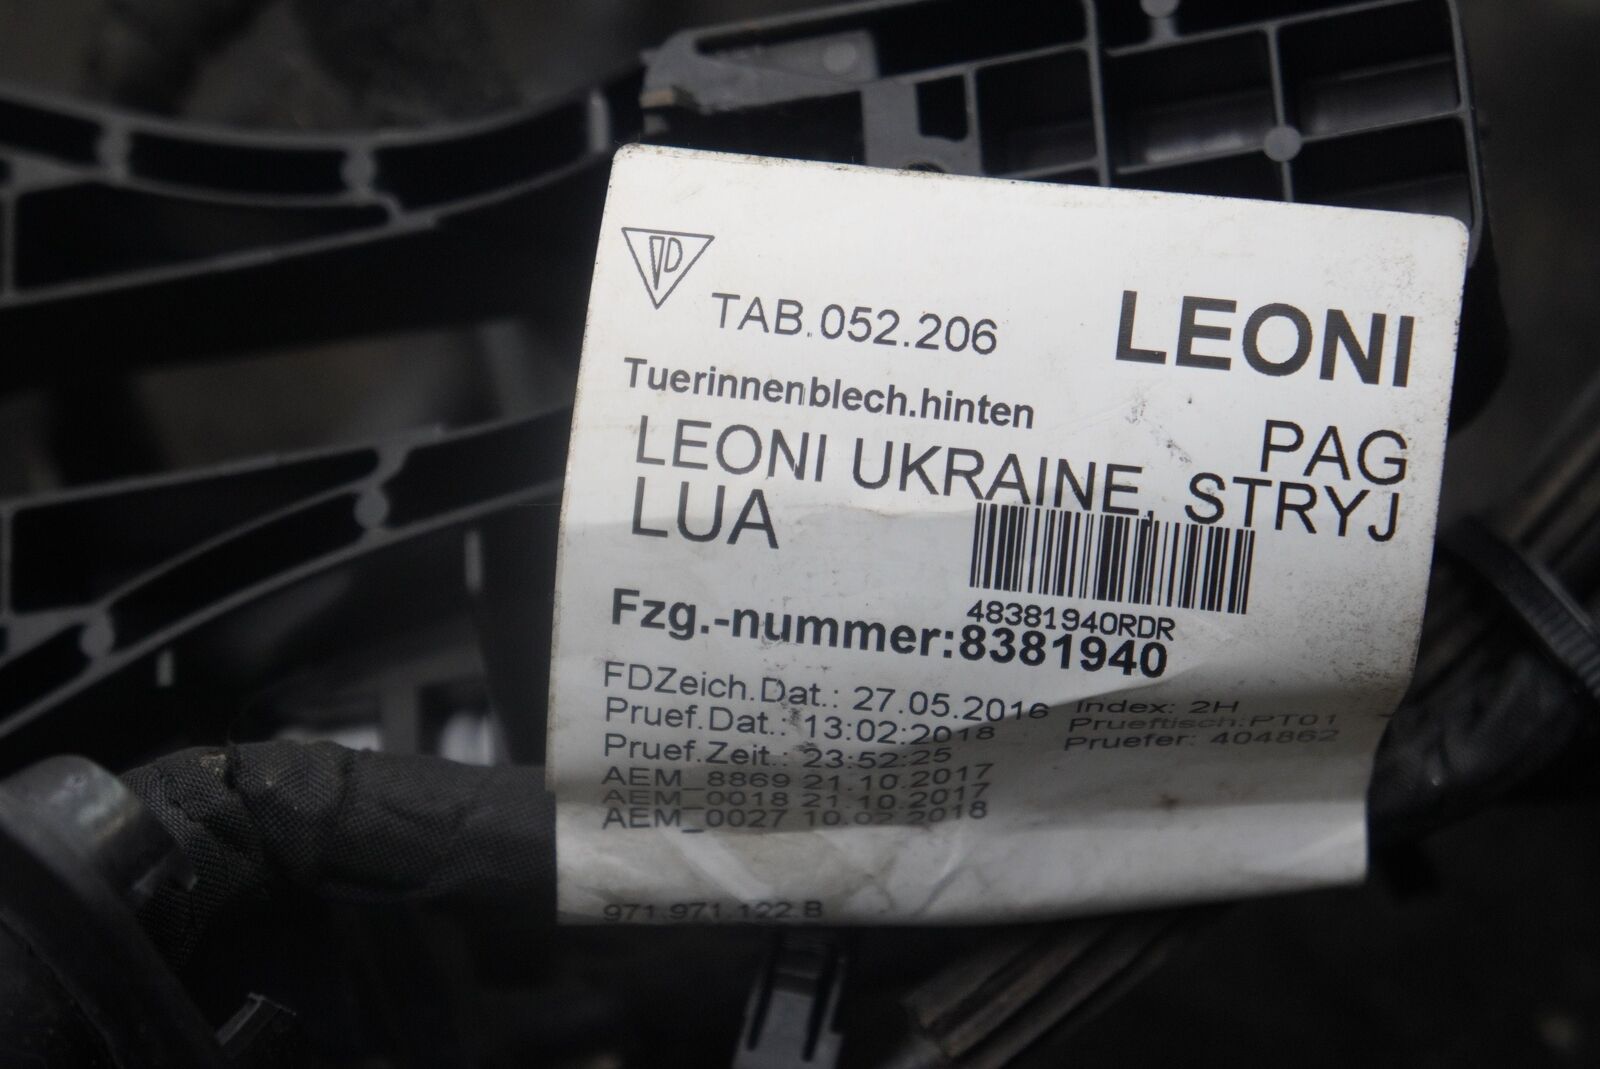 D
TAB.052.206
LEONI
Tuerinnenblech.hinten
PAG
LEONI UKRAINE, STRYJ
LUA
48381940RDR
Fzg.-nummer:8381940
FDZeich.Dat.: 27.05.2016 Index: 2H
Pruef.Dat.: 13:02:2018 Prueftisch:PT01
Pruef.Zeit.: 23:52:25 Pruefer: 404862
AEM_8869 21.10.2017
AEM_0018 21.10.2017
AEM_0027 10.02.2018
971.971.122.B